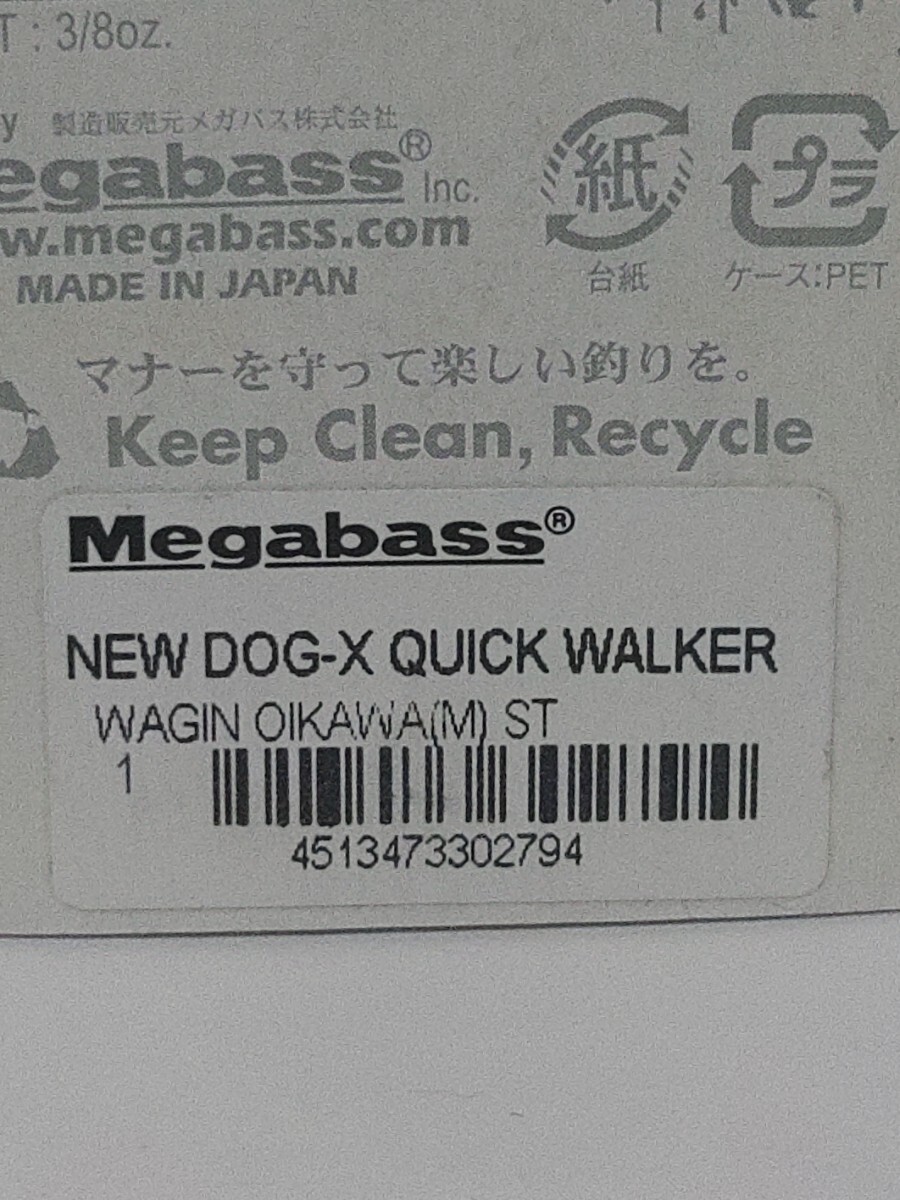 T : 3/8oz.
y 製造販売元メガバス株式会社
egabass® Inc.
w.megabass.com
MADE IN JAPAN
紙
台紙
プラ
ケース:PET
マナーを守って楽しい釣りを。
Keep Clean, Recycle
Megabass®
NEW DOG-X QUICK WALKER
WAGIN OIKAWA(M) ST
1
4513473302794